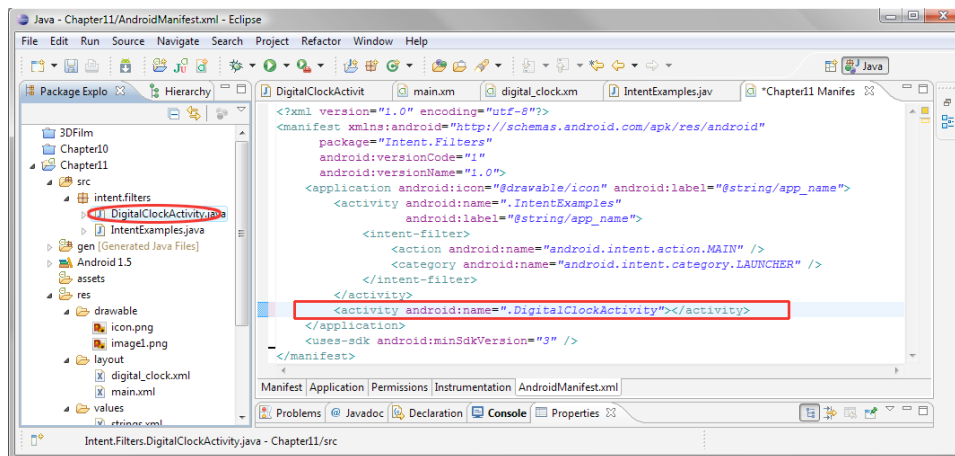 Java - Chapter11/AndroidManifest.xml - Eclipse
File Edit Run Source Navigate Search Project Refactor Window Help
Java
Package Explo Hierarchy
DigitalClockActivit main.xm digital_clock.xm IntentExamples.jav *Chapter11 Manifes
3DFilm
Chapter10
Chapter11
src
intent.filters
DigitalClockActivity.java
IntentExamples.java
gen [Generated Java Files]
Android 1.5
assets
res
drawable
icon.png
image1.png
layout
digital_clock.xml
main.xml
values
strings.xml
<?xml version="1.0" encoding="utf-8"?>
<manifest xmlns:android="http://schemas.android.com/apk/res/android"
package="Intent.Filters"
android:versionCode="1"
android:versionName="1.0">
<application android:icon="@drawable/icon" android:label="@string/app_name">
<activity android:name=".IntentExamples"
android:label="@string/app_name">
<intent-filter>
<action android:name="android.intent.action.MAIN" />
<category android:name="android.intent.category.LAUNCHER" />
</intent-filter>
</activity>
<activity android:name=".DigitalClockActivity"></activity>
</application>
<uses-sdk android:minSdkVersion="3" />
</manifest>
Manifest Application Permissions Instrumentation AndroidManifest.xml
Problems @ Javadoc Declaration Console Properties
Intent.Filters.DigitalClockActivity.java - Chapter11/src